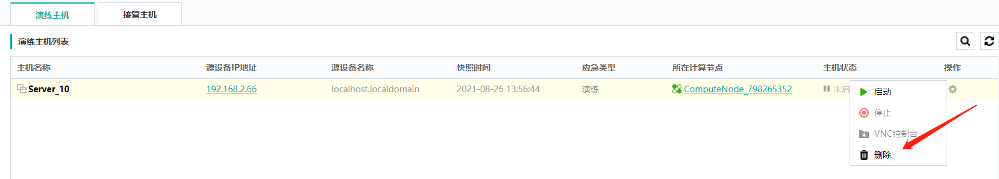 演练主机 接管主机
演练主机列表
主机名称 源设备IP地址 源设备名称 快照时间 应急类型 所在计算节点 主机状态 操作
Server_10 192.168.2.66 localhost.localdomain 2021-08-26 13:56:44 演练 ComputeNode_798265352 未启
启动
停止
VNC控制台
删除